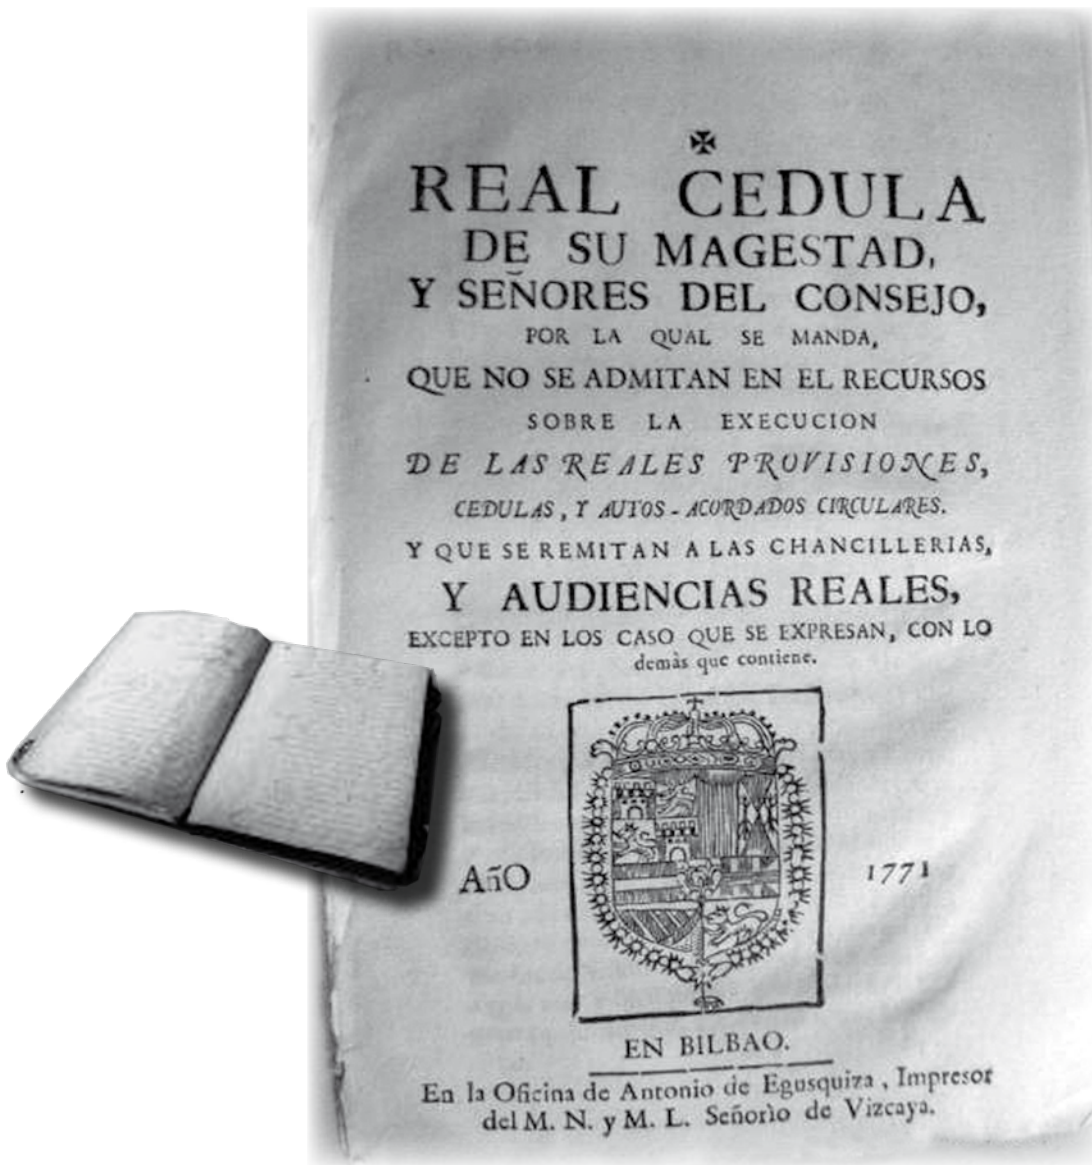 ✠
REAL CEDULA
DE SU MAGESTAD,
Y SEÑORES DEL CONSEJO,
POR LA QUAL SE MANDA,
QUE NO SE ADMITAN EN EL RECURSOS
SOBRE LA EXECUCION
DE LAS REALES PROVISIONES,
CEDULAS, Y AUTOS-ACORDADOS CIRCULARES.
Y QUE SE REMITAN A LAS CHANCILLERIAS,
Y AUDIENCIAS REALES,
EXCEPTO EN LOS CASO QUE SE EXPRESAN, CON LO
demàs que contiene.
AñO 1771
EN BILBAO.
En la Oficina de Antonio de Egusquiza, Impresor
del M. N. y M. L. Señorìo de Vizcaya.